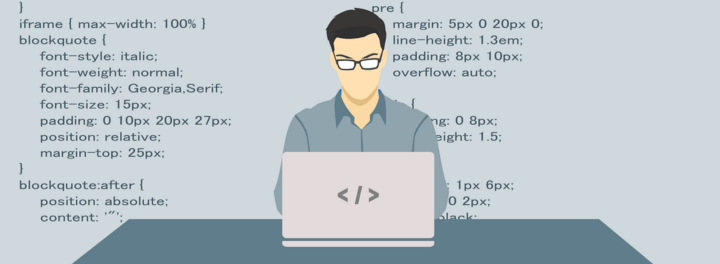 }
iframe { max-width: 100% }
blockquote {
font-style: italic;
font-weight: normal;
font-family: Georgia,Serif;
font-size: 15px;
padding: 0 10px 20px 27px;
position: relative;
margin-top: 25px;
}
blockquote:after {
position: absolute;
content: '"';
pre {
margin: 5px 0 20px 0;
line-height: 1.3em;
padding: 8px 10px;
overflow: auto;
{
0 8px;
1.5;
1px 6px;
0 2px;
</>